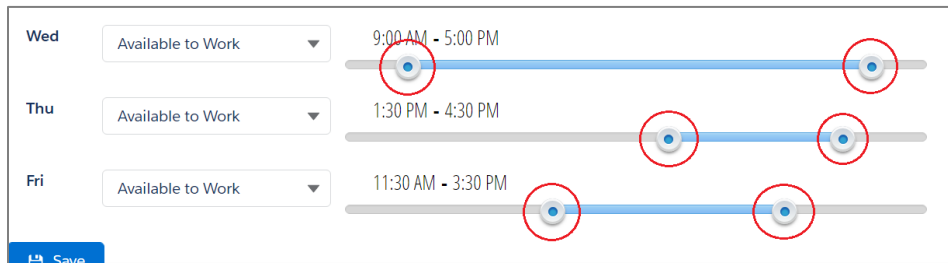 Wed Available to Work 9:00 AM - 5:00 PM
Thu Available to Work 1:30 PM - 4:30 PM
Fri Available to Work 11:30 AM - 3:30 PM
Save